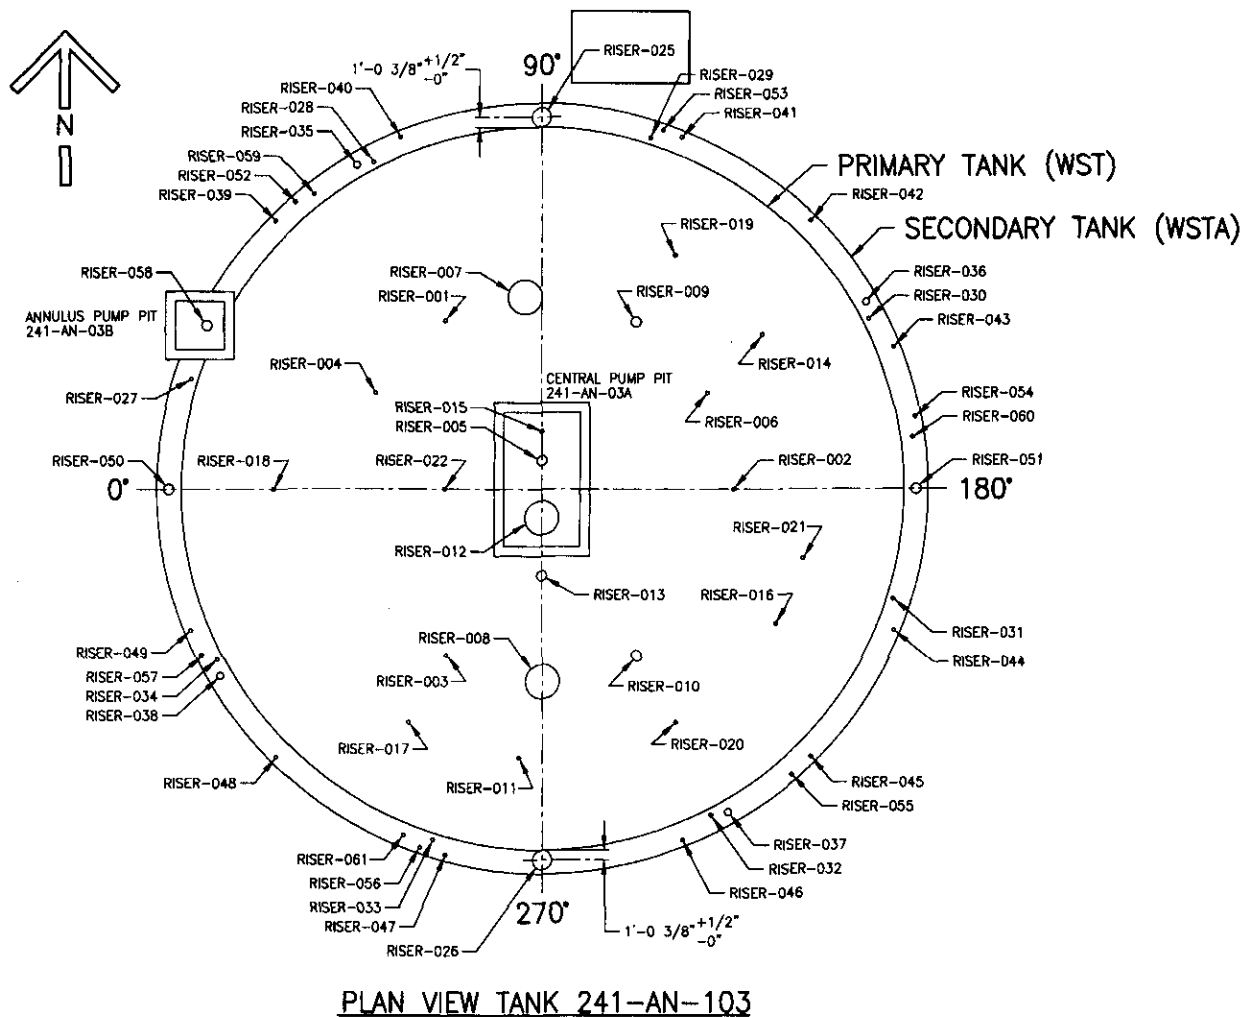 RISER-025
1'-0 3/8" +1/2"
-0"
90°
RISER-029
RISER-053
RISER-041
RISER-040
RISER-028
RISER-035
RISER-059
RISER-052
RISER-039
N
PRIMARY TANK (WST)
RISER-042
SECONDARY TANK (WSTA)
RISER-019
RISER-058
RISER-007
RISER-001
RISER-009
RISER-036
RISER-030
RISER-043
ANNULUS PUMP PIT
241-AN-03B
RISER-014
RISER-004
CENTRAL PUMP PIT
241-AN-03A
RISER-027
RISER-015
RISER-005
RISER-006
RISER-054
RISER-060
RISER-050
RISER-018
RISER-022
RISER-002
RISER-051
0°
180°
RISER-021
RISER-012
RISER-013
RISER-016
RISER-031
RISER-044
RISER-049
RISER-057
RISER-034
RISER-038
RISER-008
RISER-003
RISER-010
RISER-017
RISER-020
RISER-048
RISER-011
RISER-045
RISER-055
RISER-037
RISER-032
RISER-046
RISER-061
RISER-056
RISER-033
RISER-047
RISER-026
270°
1'-0 3/8" +1/2"
-0"
PLAN VIEW TANK 241-AN-103